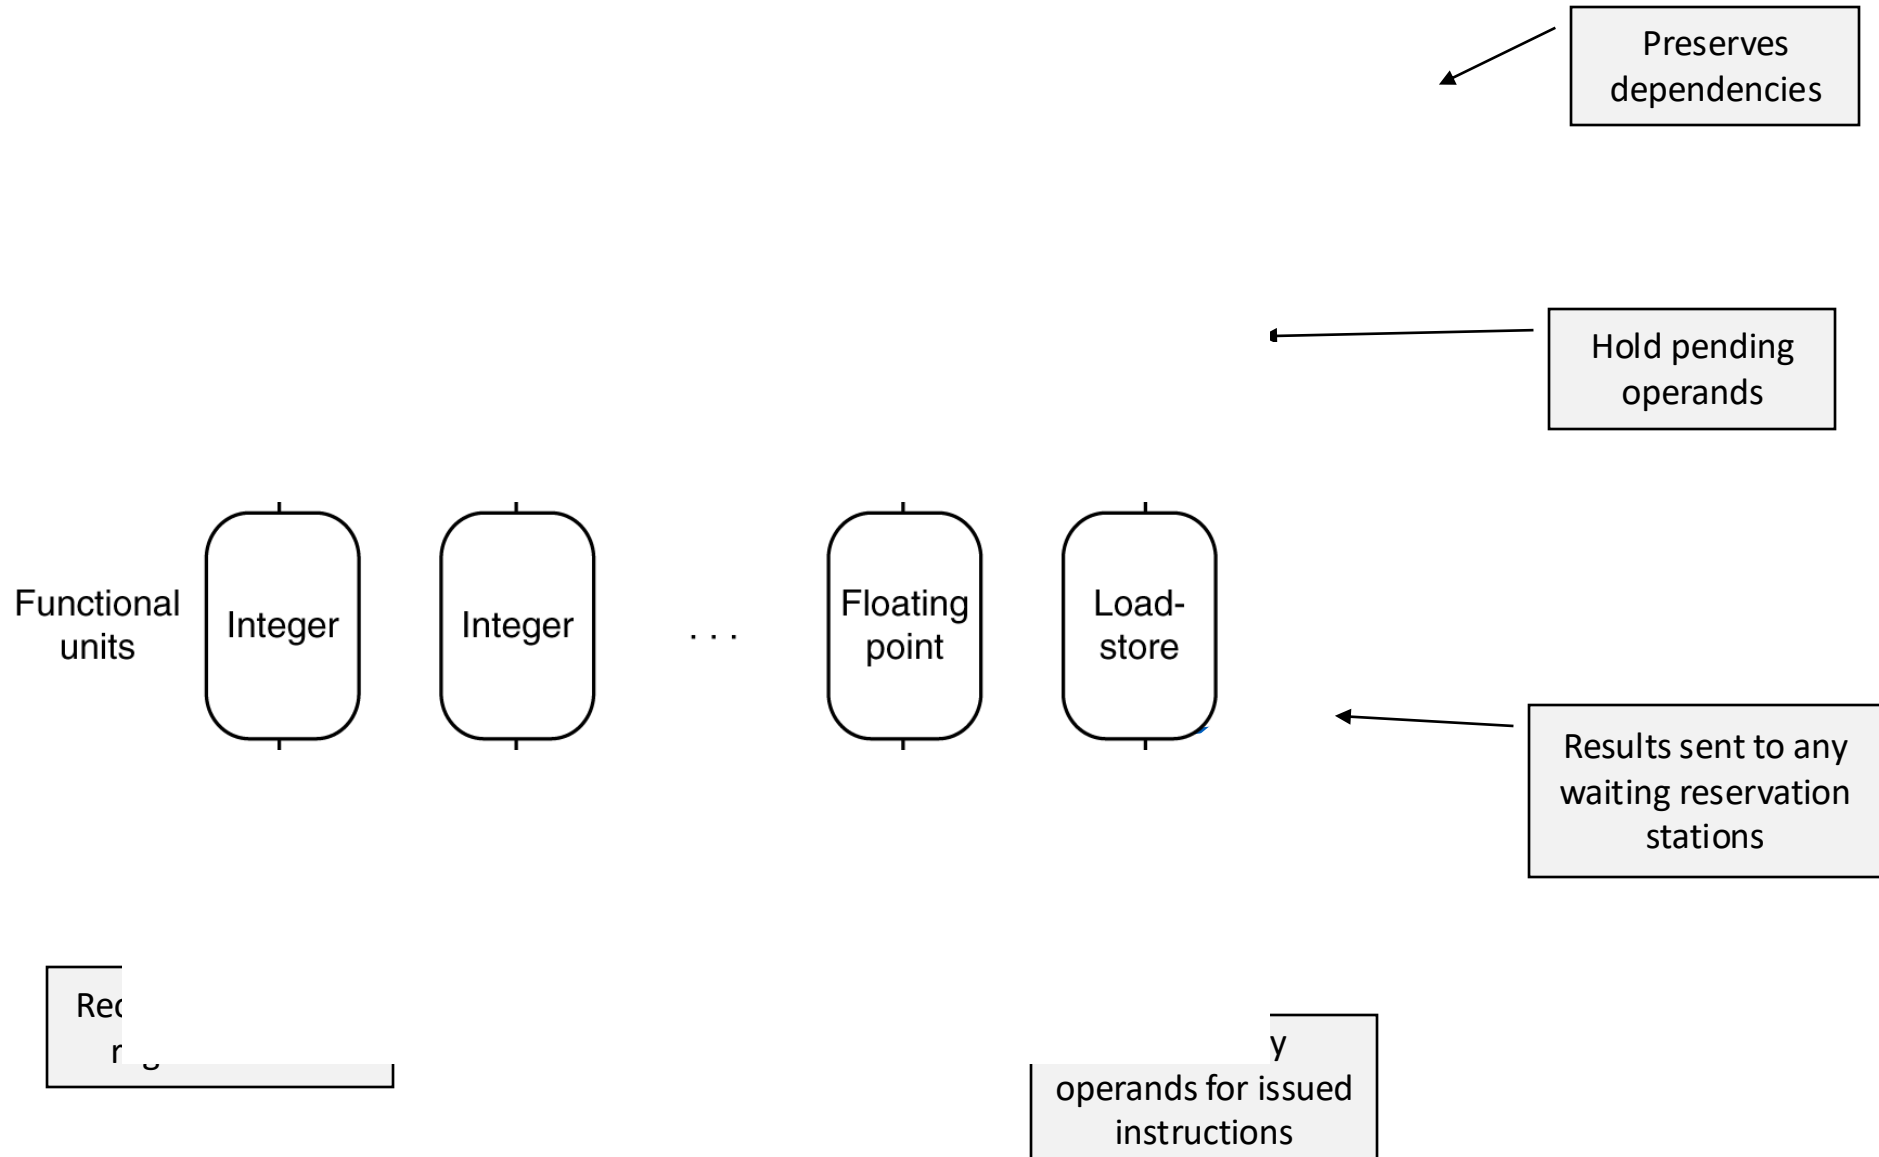 Preserves
dependencies
Hold pending
operands
Functional
units
Integer
Integer
. . .
Floating
point
Load-
store
Results sent to any
waiting reservation
stations
operands for issued
instructions